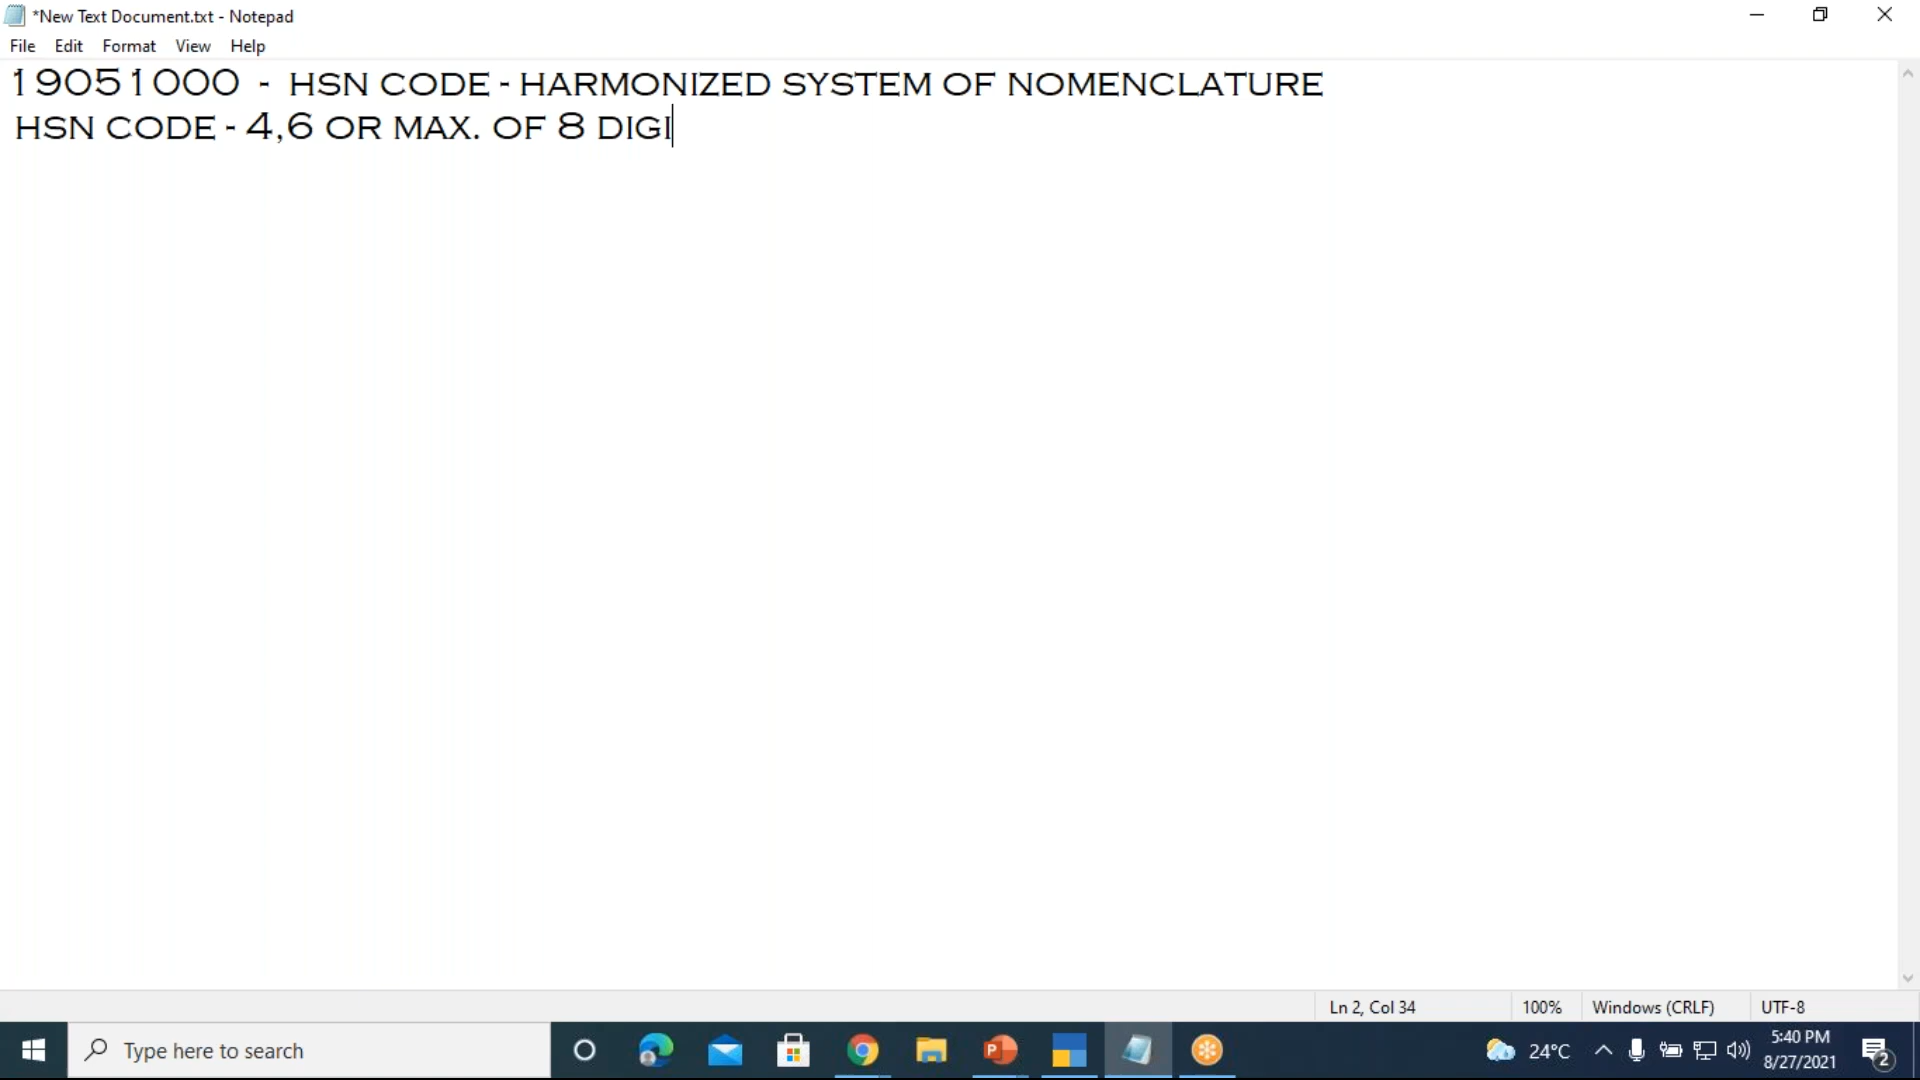 *New Text Document.txt - Notepad
File Edit Format View Help
19051000 - HSN CODE - HARMONIZED SYSTEM OF NOMENCLATURE
HSN CODE - 4,6 OR MAX. OF 8 DIGI
Ln 2, Col 34 100% Windows (CRLF) UTF-8
Type here to search
24°C
5:40 PM
8/27/2021
2